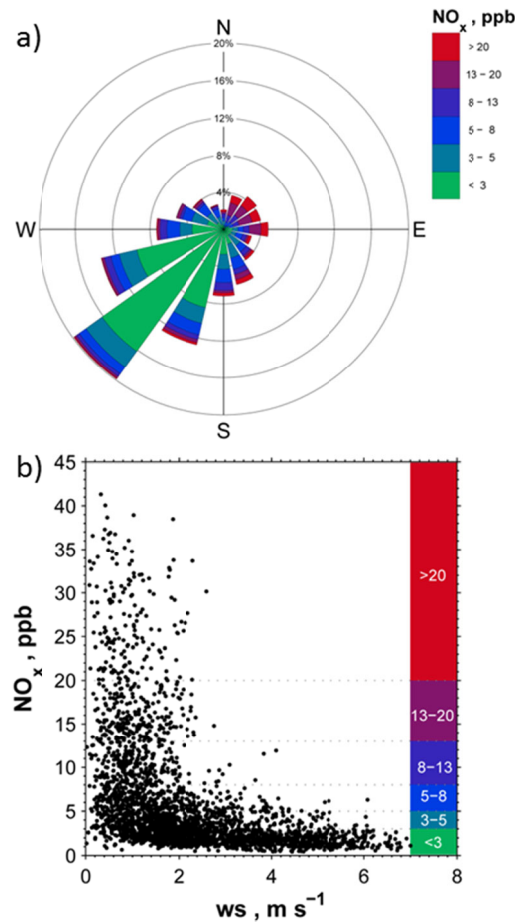 a)
N
NOx , ppb
20%
16%
12%
8%
4%
> 20
13 – 20
8 – 13
5 – 8
3 – 5
< 3
W
E
S
b)
45
40
35
30
25
20
15
10
5
0
NOx , ppb
>20
13−20
8−13
5−8
3−5
<3
0 2 4 6 8
ws , m s⁻¹